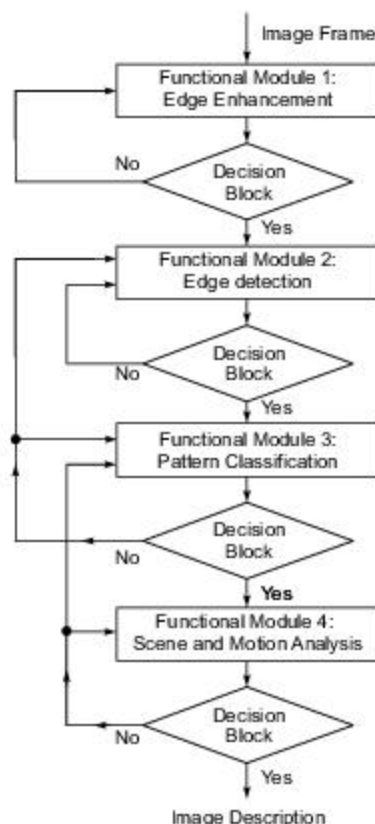 Image Frame
Functional Module 1:
Edge Enhancement
No
Decision
Block
Yes
Functional Module 2:
Edge detection
Decision
Block
No
Yes
Functional Module 3:
Pattern Classification
Decision
Block
No
Yes
Functional Module 4:
Scene and Motion Analysis
Decision
Block
No
Yes
Image Description